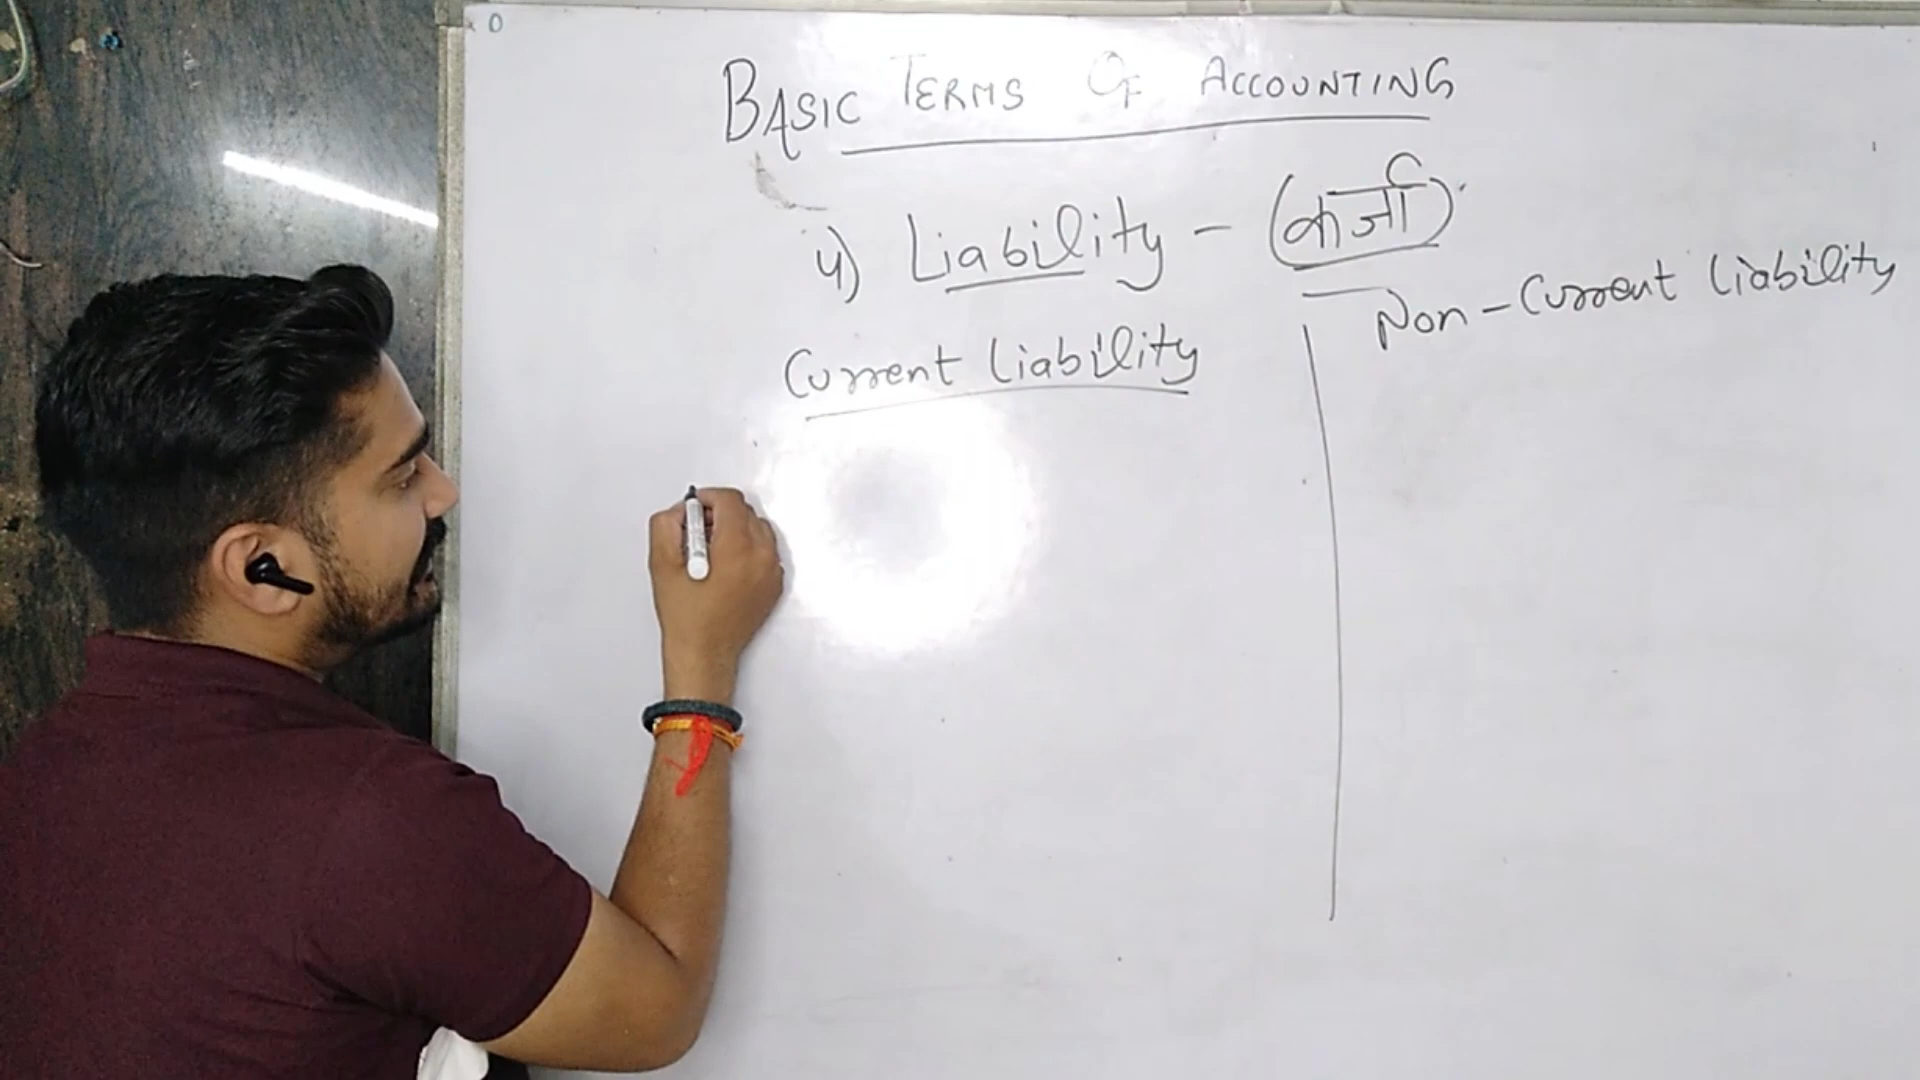 BASIC TERMS OF ACCOUNTING
4) Liability - (कर्जा)
Current Liability
Non-Current Liability